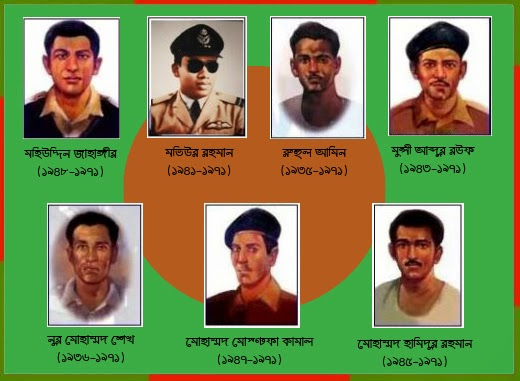 মহিউদ্দিন জাহাঙ্গীর
(১৯৪৮-১৯৭১)
মতিউর রহমান
(১৯৪১-১৯৭১)
রুহুল আমিন
(১৯৩৫-১৯৭১)
মুন্সী আব্দুর রউফ
(১৯৪৩-১৯৭১)
নূর মোহাম্মদ শেখ
(১৯৩৬-১৯৭১)
মোহাম্মদ মোস্তফা কামাল
(১৯৪৭-১৯৭১)
মোহাম্মদ হামিদুর রহমান
(১৯৪৫-১৯৭১)